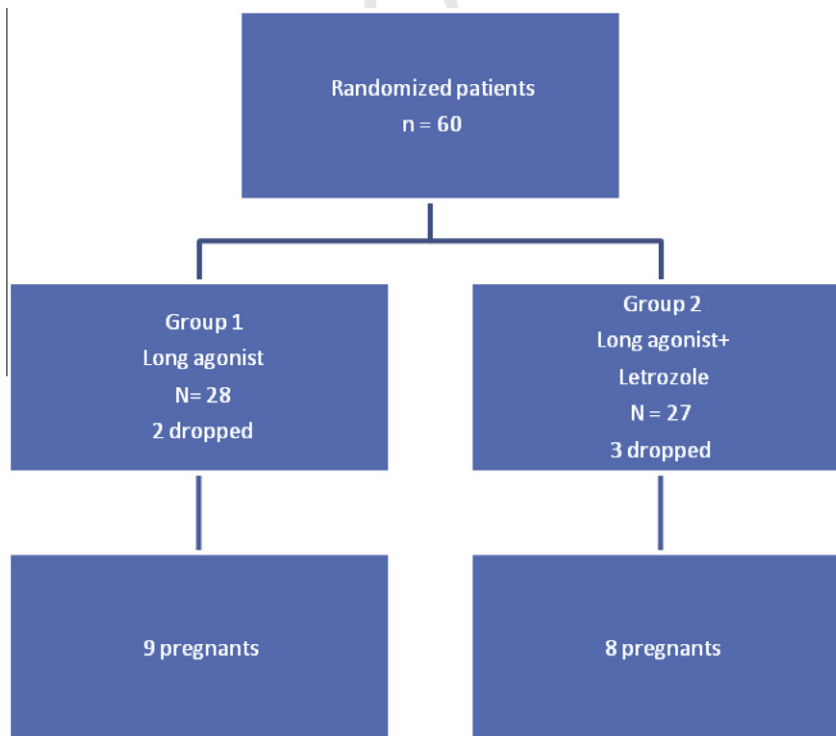 Randomized patients
n = 60
Group 1
Long agonist
N= 28
2 dropped
Group 2
Long agonist+
Letrozole
N = 27
3 dropped
9 pregnants
8 pregnants